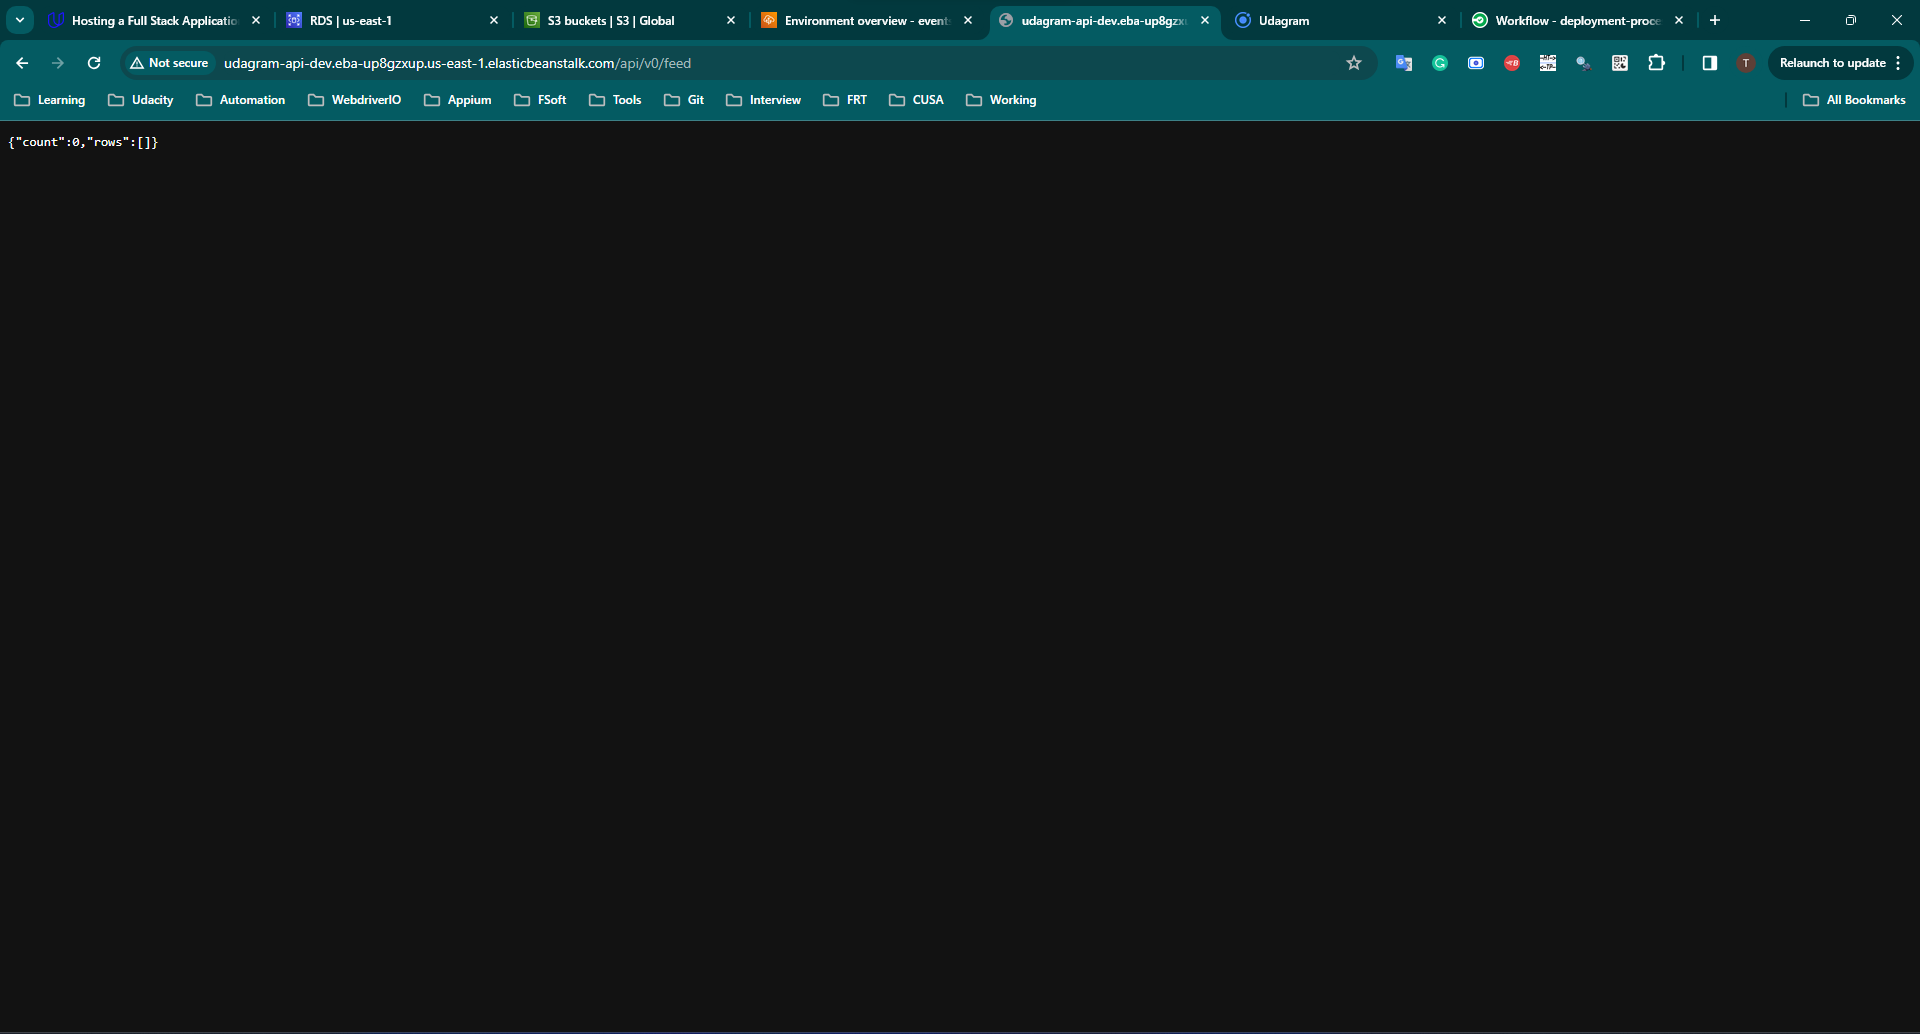 Hosting a Full Stack Applicatio
RDS | us-east-1
S3 buckets | S3 | Global
Environment overview - event
udagram-api-dev.eba-up8gzx
Udagram
Workflow - deployment-proce
Not secure
udagram-api-dev.eba-up8gzxup.us-east-1.elasticbeanstalk.com/api/v0/feed
T
Relaunch to update
Learning
Udacity
Automation
WebdriverIO
Appium
FSoft
Tools
Git
Interview
FRT
CUSA
Working
All Bookmarks
{"count":0,"rows":[]}